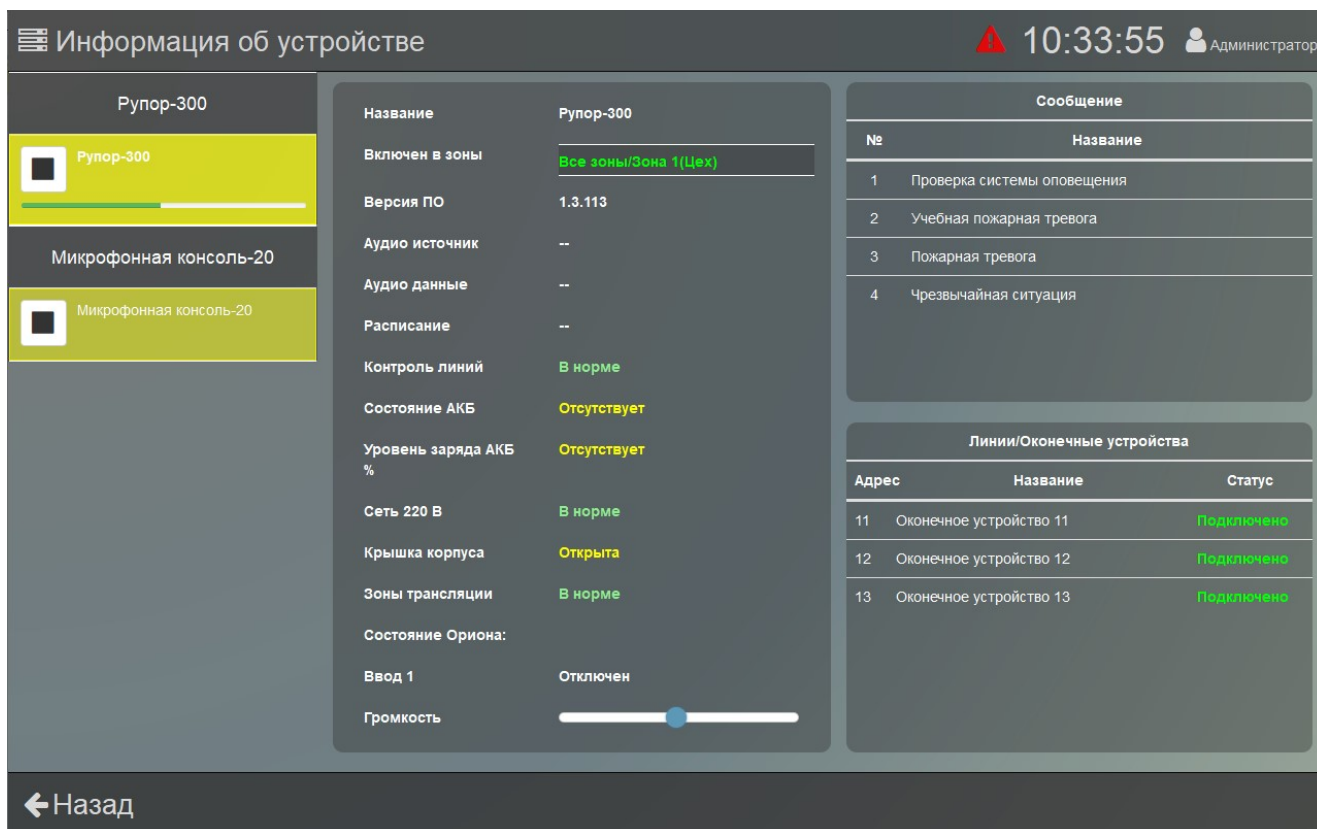 Информация об устройстве
10:33:55 Администратор
Рупор-300
Рупор-300
Микрофонная консоль-20
Микрофонная консоль-20
Название Рупор-300
Включен в зоны Все зоны/Зона 1(Цех)
Версия ПО 1.3.113
Аудио источник --
Аудио данные --
Расписание --
Контроль линий В норме
Состояние АКБ Отсутствует
Уровень заряда АКБ Отсутствует
%
Сеть 220 В В норме
Крышка корпуса Открыта
Зоны трансляции В норме
Состояние Ориона:
Ввод 1 Отключен
Громкость
Сообщение
№ Название
1 Проверка системы оповещения
2 Учебная пожарная тревога
3 Пожарная тревога
4 Чрезвычайная ситуация
Линии/Оконечные устройства
Адрес Название Статус
11 Оконечное устройство 11 Подключено
12 Оконечное устройство 12 Подключено
13 Оконечное устройство 13 Подключено
Назад